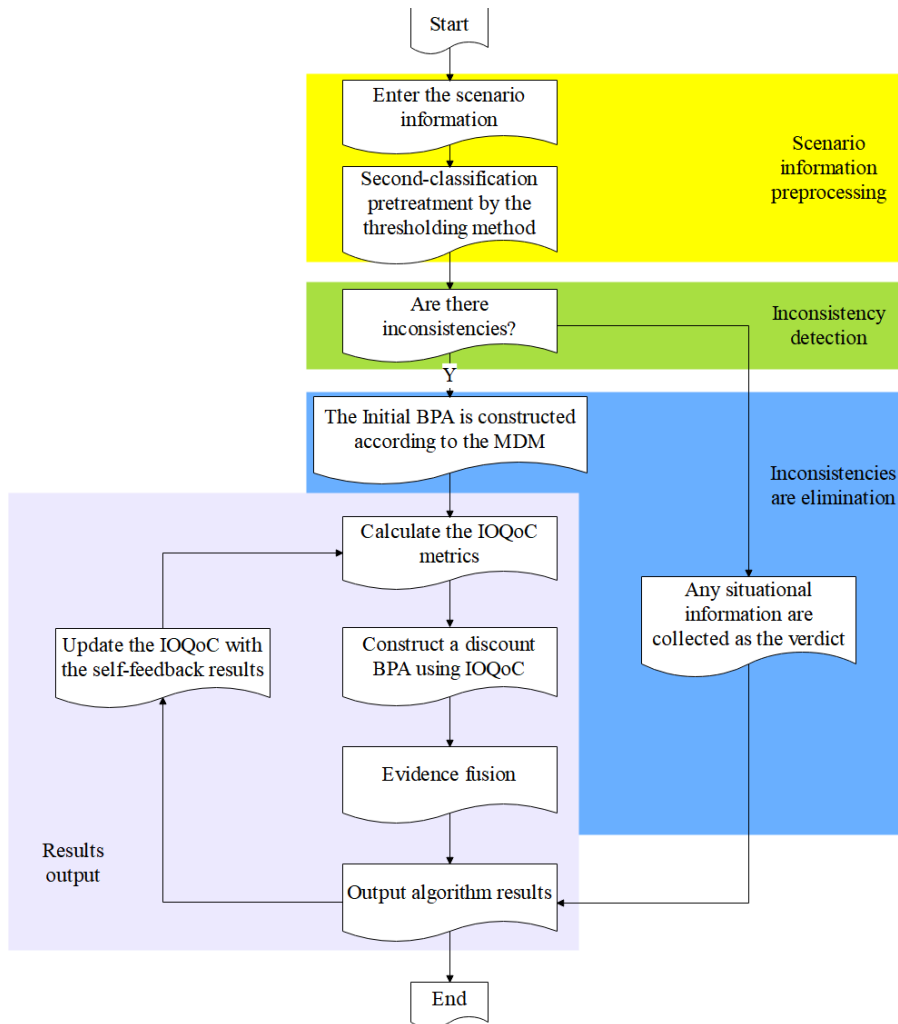 Start
Enter the scenario
information
Scenario
information
preprocessing
Second-classification
pretreatment by the
thresholding method
Are there
inconsistencies?
Inconsistency
detection
Y
The Initial BPA is constructed
according to the MDM
Inconsistencies
are elimination
Calculate the IOQoC
metrics
Any situational
information are
collected as the verdict
Update the IOQoC with
the self-feedback results
Construct a discount
BPA using IOQoC
Evidence fusion
Results
output
Output algorithm results
End